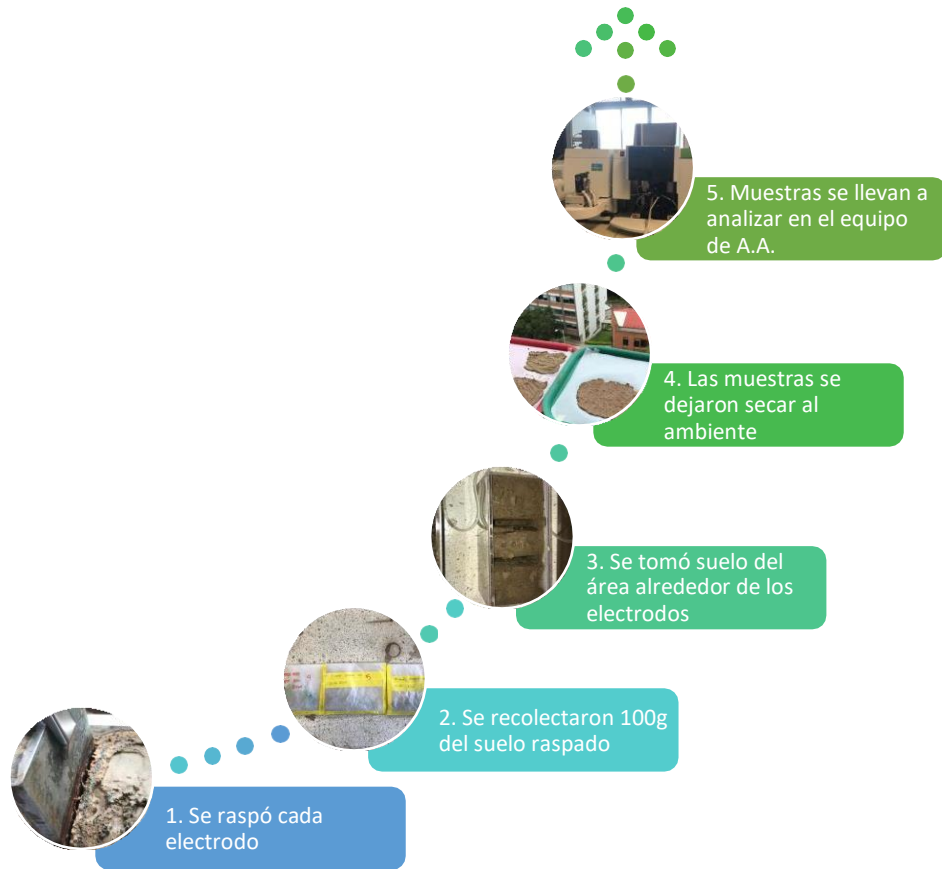 5. Muestras se llevan a
analizar en el equipo
de A.A.
4. Las muestras se
dejaron secar al
ambiente
3. Se tomó suelo del
área alrededor de los
electrodos
2. Se recolectaron 100g
del suelo raspado
1. Se raspó cada
electrodo